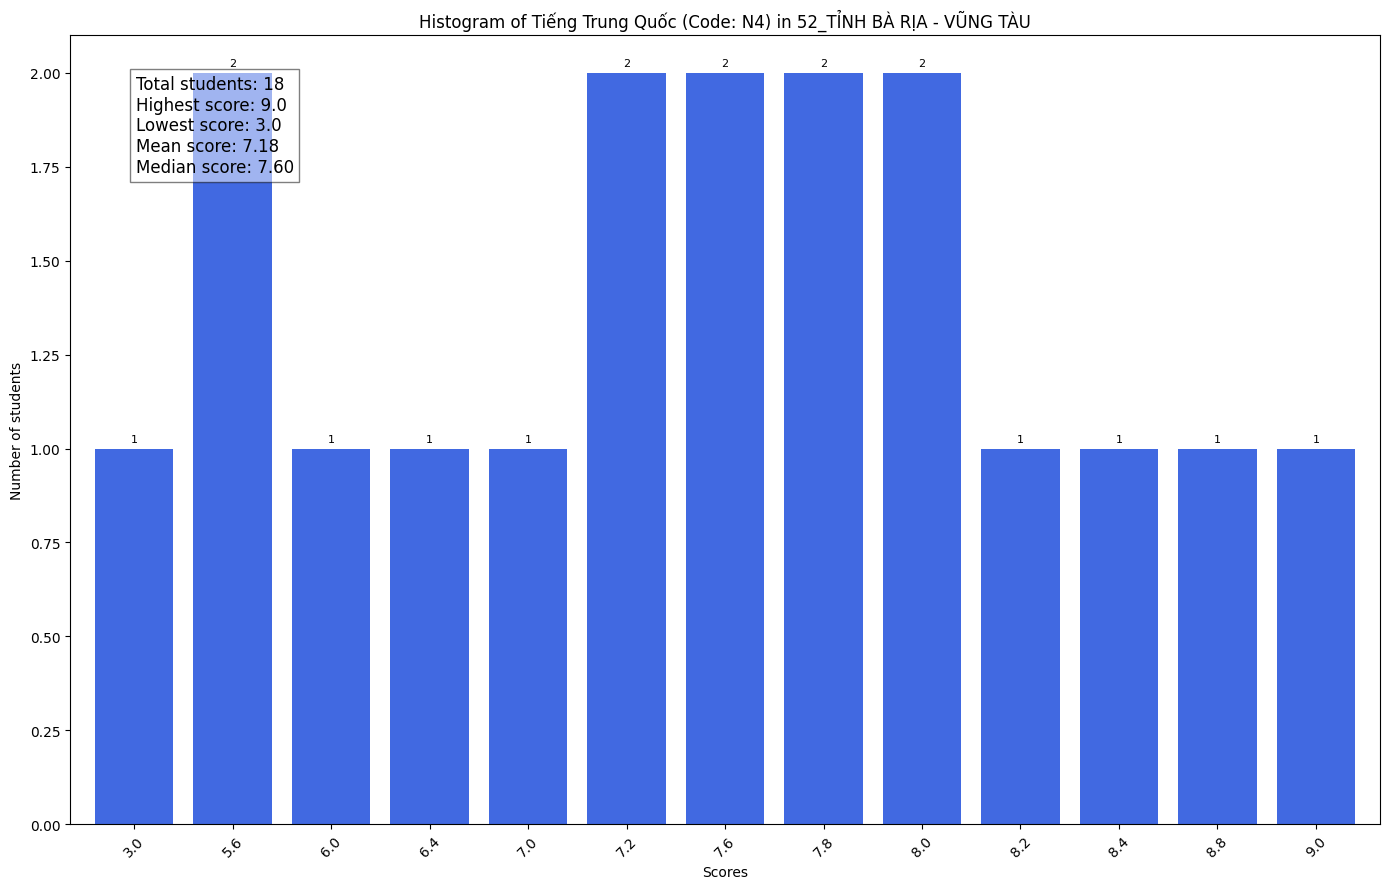 Histogram of Tiếng Trung Quốc (Code: N4) in 52_TỈNH BÀ RỊA - VŨNG TÀU
2 2 2 2 2
Total students: 18
Highest score: 9.0
Lowest score: 3.0
Mean score: 7.18
Median score: 7.60
1 1 1 1 1 1 1 1
Number of students
2.00
1.75
1.50
1.25
1.00
0.75
0.50
0.25
0.00
3.0 5.6 6.0 6.4 7.0 7.2 7.6 7.8 8.0 8.2 8.4 8.8 9.0
Scores